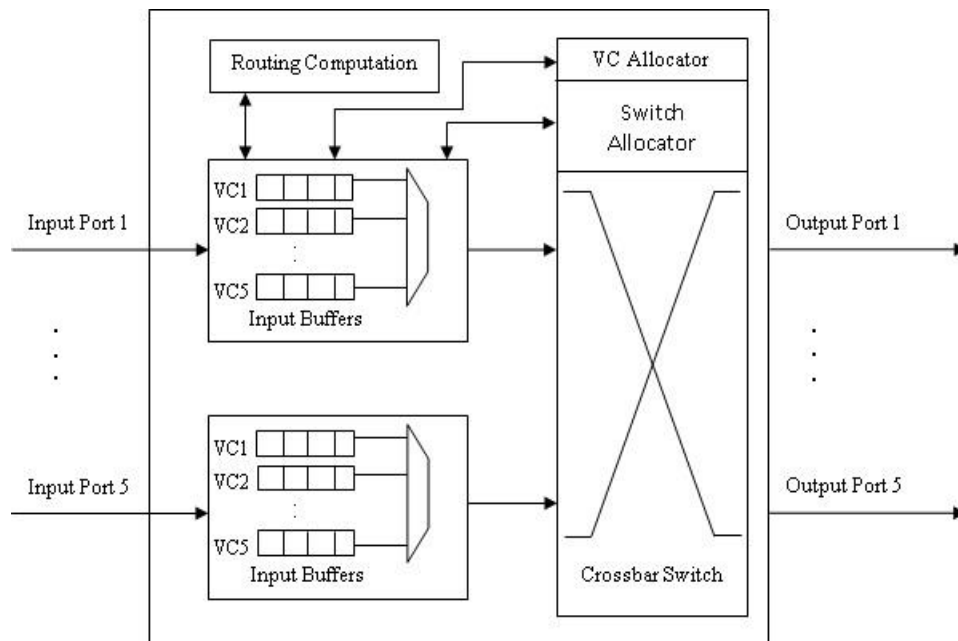 Routing Computation
VC Allocator
Switch
Allocator
VC1
VC2
VC5
Input Buffers
Input Port 1
Output Port 1
VC1
VC2
VC5
Input Buffers
Input Port 5
Output Port 5
Crossbar Switch